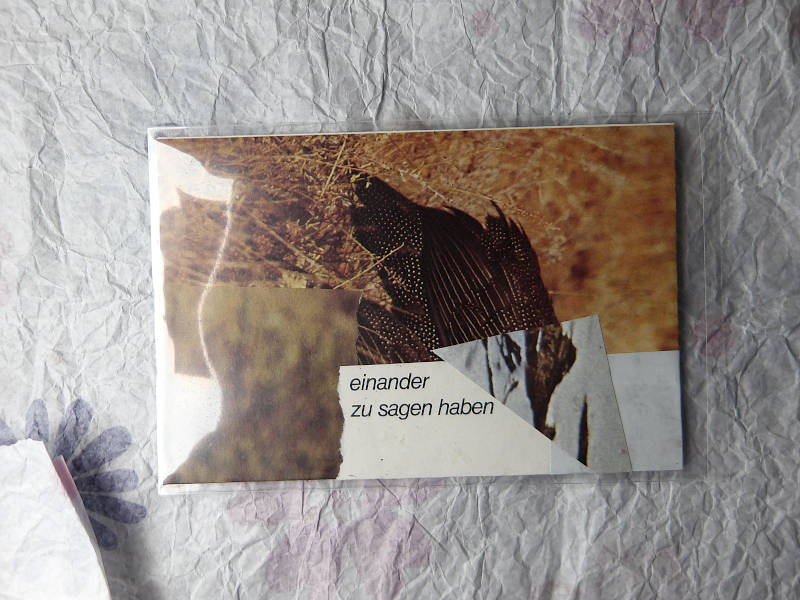 einander
zu sagen haben